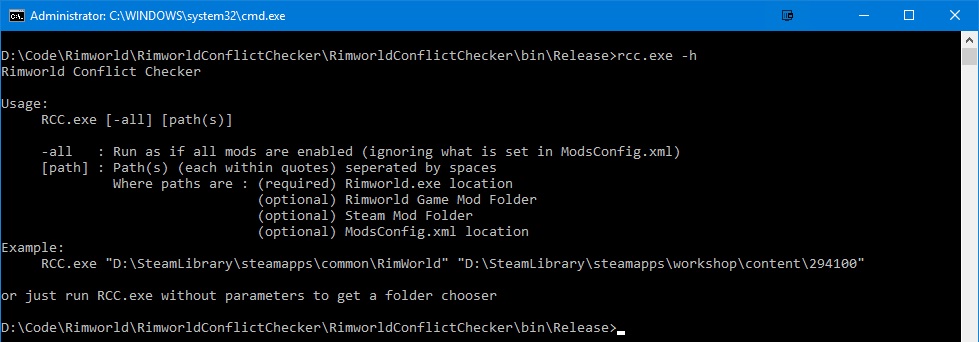 Administrator: C:\WINDOWS\system32\cmd.exe
D:\Code\Rimworld\RimworldConflictChecker\RimworldConflictChecker\bin\Release>rcc.exe -h
Rimworld Conflict Checker
Usage:
RCC.exe [-all] [path(s)]
-all : Run as if all mods are enabled (ignoring what is set in ModsConfig.xml)
[path] : Path(s) (each within quotes) seperated by spaces
Where paths are : (required) Rimworld.exe location
(optional) Rimworld Game Mod Folder
(optional) Steam Mod Folder
(optional) ModsConfig.xml location
Example:
RCC.exe "D:\SteamLibrary\steamapps\common\RimWorld" "D:\SteamLibrary\steamapps\workshop\content\294100"
or just run RCC.exe without parameters to get a folder chooser
D:\Code\Rimworld\RimworldConflictChecker\RimworldConflictChecker\bin\Release>